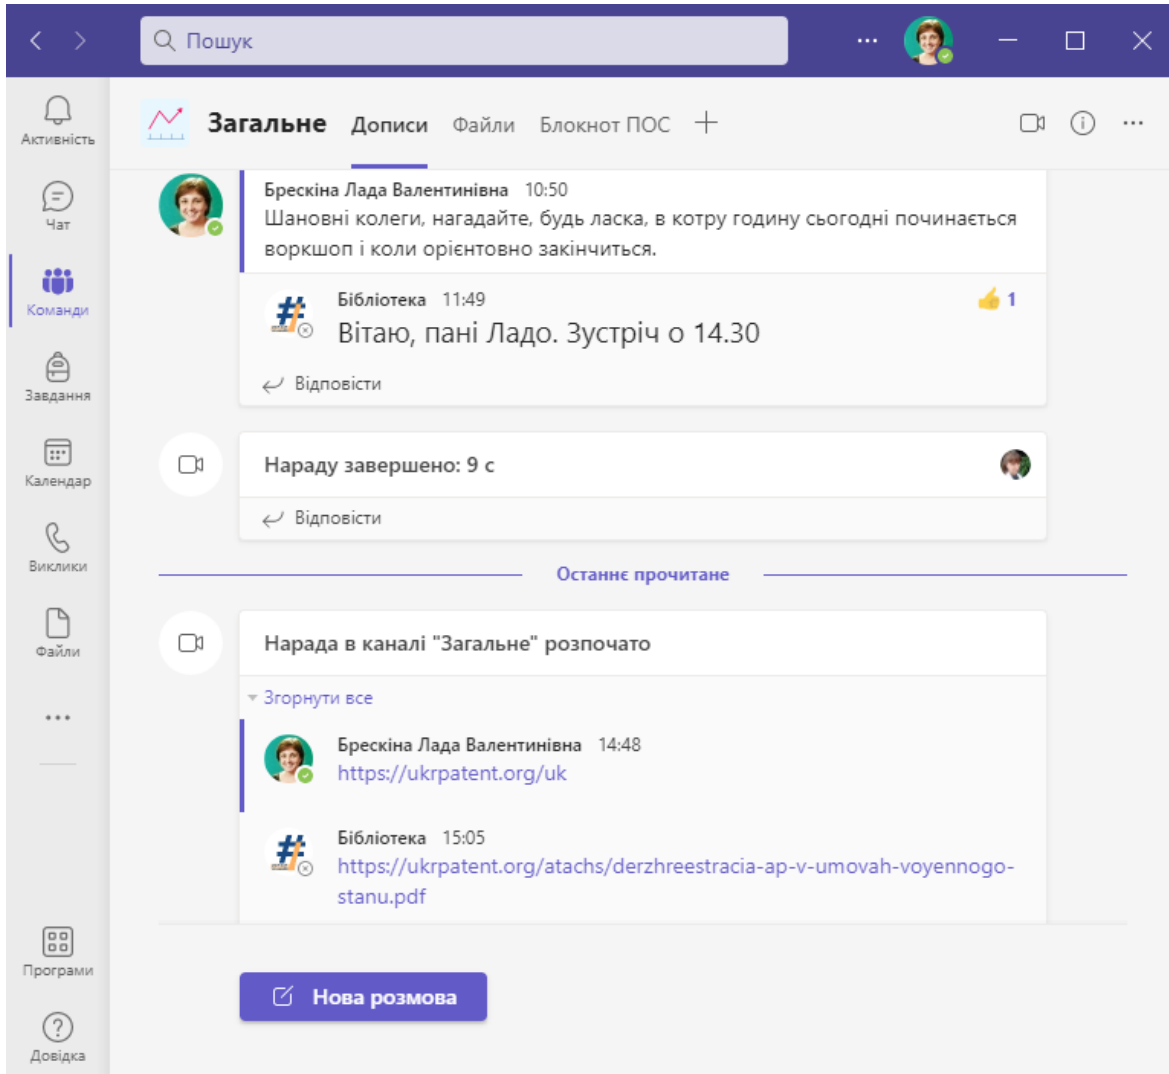 Пошук
Активність
Чат
Команди
Завдання
Календар
Виклики
Файли
Програми
Довідка
Загальне Дописи Файли Блокнот ПОС
Брескіна Лада Валентинівна 10:50
Шановні колеги, нагадайте, будь ласка, в котру годину сьогодні починається
воркшоп і коли орієнтовно закінчиться.
Бібліотека 11:49 1
Вітаю, пані Ладо. Зустріч о 14.30
Відповісти
Нараду завершено: 9 с
Відповісти
Останнє прочитане
Нарада в каналі "Загальне" розпочато
Згорнути все
Брескіна Лада Валентинівна 14:48
https://ukrpatent.org/uk
Бібліотека 15:05
https://ukrpatent.org/atachs/derzhreestracia-ap-v-umovah-voyennogo-
stanu.pdf
Нова розмова